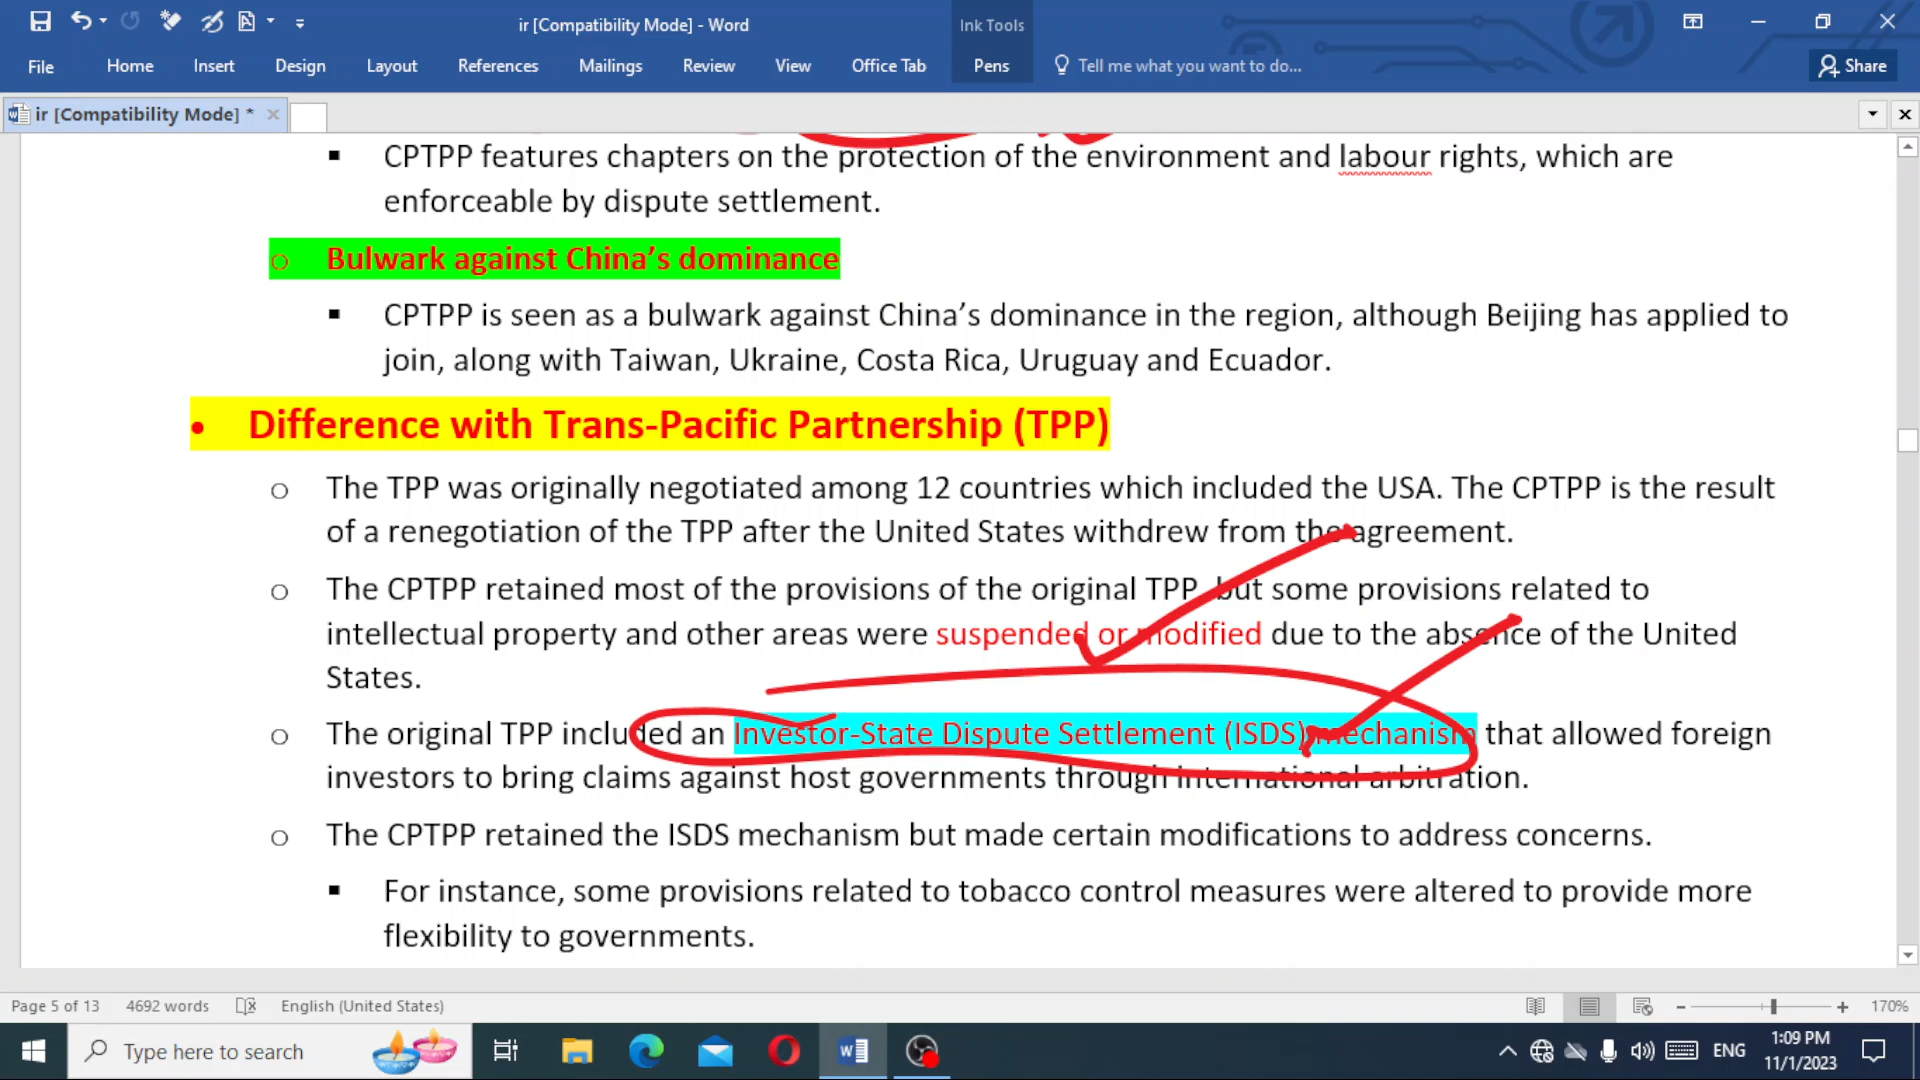 ir [Compatibility Mode] - Word
Ink Tools
File
Home
Insert
Design
Layout
References
Mailings
Review
View
Office Tab
Pens
Tell me what you want to do...
Share
ir [Compatibility Mode] *
▪ CPTPP features chapters on the protection of the environment and labour rights, which are
enforceable by dispute settlement.
o Bulwark against China’s dominance
▪ CPTPP is seen as a bulwark against China’s dominance in the region, although Beijing has applied to
join, along with Taiwan, Ukraine, Costa Rica, Uruguay and Ecuador.
• Difference with Trans-Pacific Partnership (TPP)
o The TPP was originally negotiated among 12 countries which included the USA. The CPTPP is the result
of a renegotiation of the TPP after the United States withdrew from the agreement.
o The CPTPP retained most of the provisions of the original TPP, but some provisions related to
intellectual property and other areas were suspended or modified due to the absence of the United
States.
o The original TPP included an Investor-State Dispute Settlement (ISDS) mechanism that allowed foreign
investors to bring claims against host governments through international arbitration.
o The CPTPP retained the ISDS mechanism but made certain modifications to address concerns.
▪ For instance, some provisions related to tobacco control measures were altered to provide more
flexibility to governments.
Page 5 of 13
4692 words
English (United States)
170%
Type here to search
ENG
1:09 PM
11/1/2023